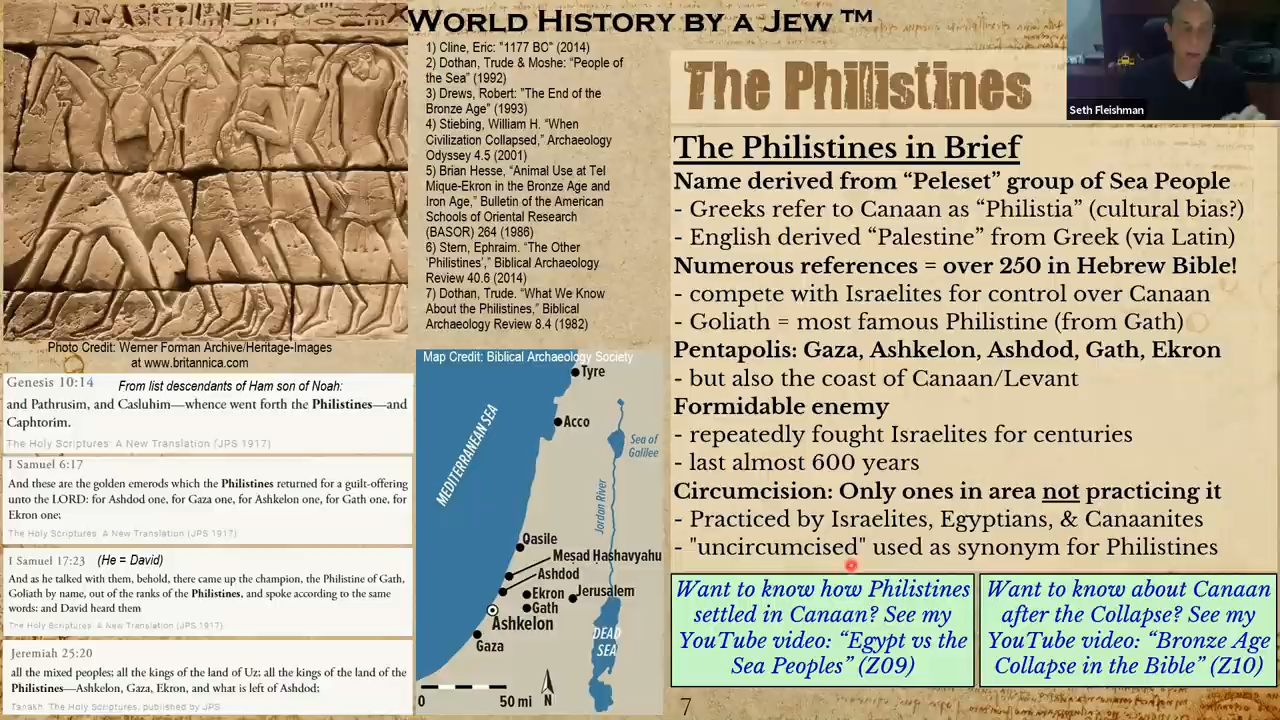 WORLD HISTORY BY A JEW ™
Photo Credit: Werner Forman Archive/Heritage-Images
at www.britannica.com
Genesis 10:14 From list descendants of Ham son of Noah:
and Pathrusim, and Casluhim—whence went forth the Philistines—and
Caphtorim.
The Holy Scriptures: A New Translation (JPS 1917)
I Samuel 6:17
And these are the golden emerods which the Philistines returned for a guilt-offering
unto the LORD: for Ashdod one, for Gaza one, for Ashkelon one, for Gath one, for
Ekron one;
The Holy Scriptures: A New Translation (JPS 1917)
I Samuel 17:23 (He = David)
And as he talked with them, behold, there came up the champion, the Philistine of Gath,
Goliath by name, out of the ranks of the Philistines, and spoke according to the same
words; and David heard them
The Holy Scriptures: A New Translation (JPS 1917)
Jeremiah 25:20
all the mixed peoples; all the kings of the land of Uz; all the kings of the land of the
Philistines—Ashkelon, Gaza, Ekron, and what is left of Ashdod;
Tanakh: The Holy Scriptures, published by JPS
1) Cline, Eric: "1177 BC" (2014)
2) Dothan, Trude & Moshe: "People of
the Sea" (1992)
3) Drews, Robert: "The End of the
Bronze Age" (1993)
4) Stiebing, William H. "When
Civilization Collapsed," Archaeology
Odyssey 4.5 (2001)
5) Brian Hesse, "Animal Use at Tel
Mique-Ekron in the Bronze Age and
Iron Age," Bulletin of the American
Schools of Oriental Research
(BASOR) 264 (1986)
6) Stern, Ephraim. "The Other
'Philistines'," Biblical Archaeology
Review 40.6 (2014)
7) Dothan, Trude. "What We Know
About the Philistines," Biblical
Archaeology Review 8.4 (1982)
Map Credit: Biblical Archaeology Society
Tyre
MEDITERRANEAN SEA
Acco
Sea of
Galilee
Jordan River
Qasile
Mesad Hashavyahu
Ashdod
Ekron
Jerusalem
Gath
Ashkelon
Gaza
DEAD
SEA
50 mi
N
The Philistines
Seth Fleishman
The Philistines in Brief
Name derived from "Peleset" group of Sea People
- Greeks refer to Canaan as "Philistia" (cultural bias?)
- English derived "Palestine" from Greek (via Latin)
Numerous references = over 250 in Hebrew Bible!
- compete with Israelites for control over Canaan
- Goliath = most famous Philistine (from Gath)
Pentapolis: Gaza, Ashkelon, Ashdod, Gath, Ekron
- but also the coast of Canaan/Levant
Formidable enemy
- repeatedly fought Israelites for centuries
- last almost 600 years
Circumcision: Only ones in area not practicing it
- Practiced by Israelites, Egyptians, & Canaanites
- "uncircumcised" used as synonym for Philistines
Want to know how Philistines
settled in Canaan? See my
YouTube video: "Egypt vs the
Sea Peoples" (Z09)
Want to know about Canaan
after the Collapse? See my
YouTube video: "Bronze Age
Collapse in the Bible" (Z10)
7